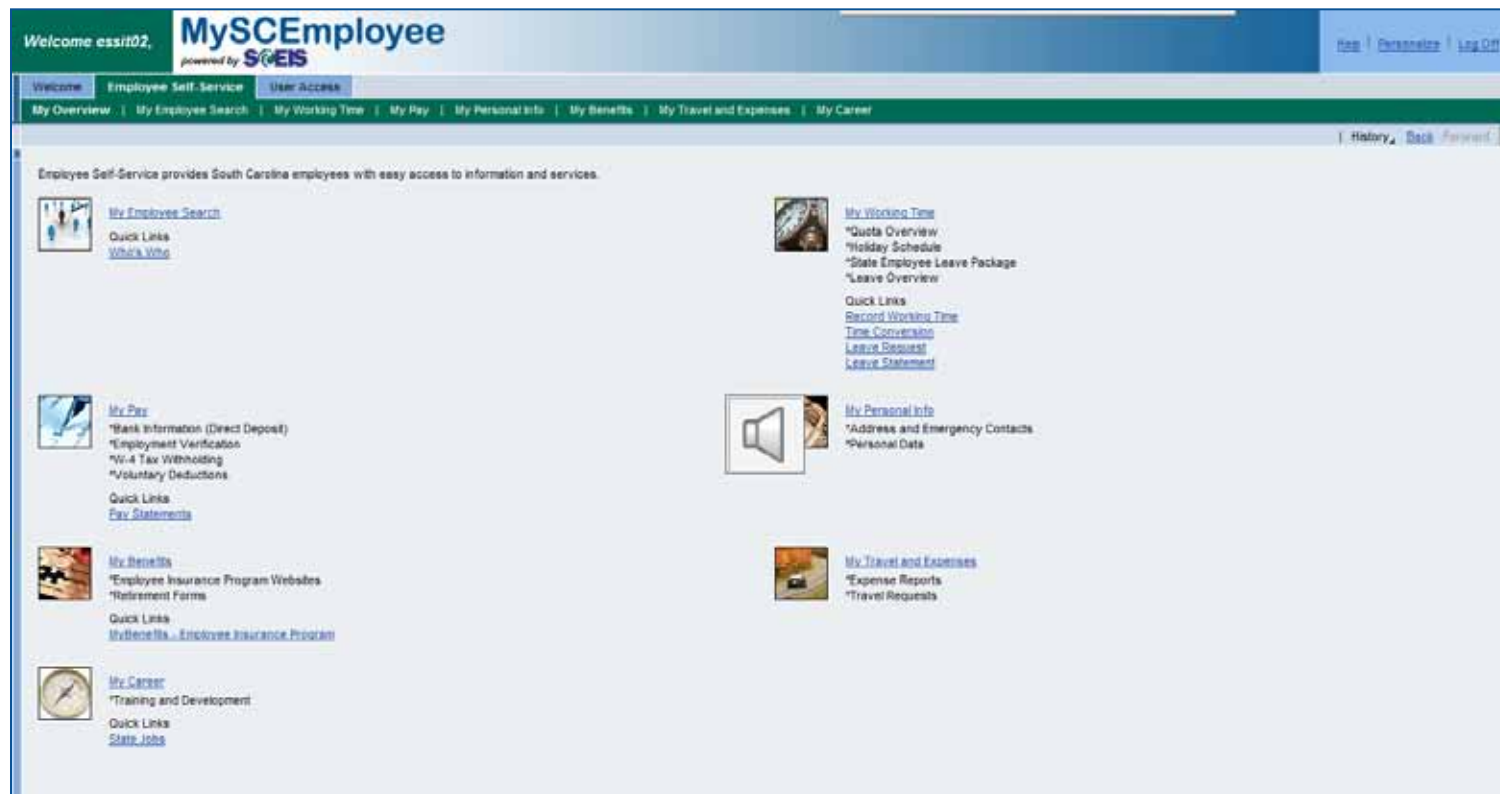 Welcome essit02,
MySCEmployee
powered by SCEIS
Help | Personalize | Log Off
Welcome Employee Self-Service User Access
My Overview | My Employee Search | My Working Time | My Pay | My Personal Info | My Benefits | My Travel and Expenses | My Career
| History Back Forward
Employee Self-Service provides South Carolina employees with easy access to information and services.
My Employee Search
Quick Links
Who's Who
My Working Time
*Quota Overview
*Holiday Schedule
*State Employee Leave Package
*Leave Overview
Quick Links
Record Working Time
Time Conversion
Leave Request
Leave Statement
My Pay
*Bank Information (Direct Deposit)
*Employment Verification
*W-4 Tax Withholding
*Voluntary Deductions
Quick Links
Pay Statements
My Personal Info
*Address and Emergency Contacts
*Personal Data
My Benefits
*Employee Insurance Program Websites
*Retirement Forms
Quick Links
MyBenefits - Employee Insurance Program
My Travel and Expenses
*Expense Reports
*Travel Requests
My Career
*Training and Development
Quick Links
State Jobs